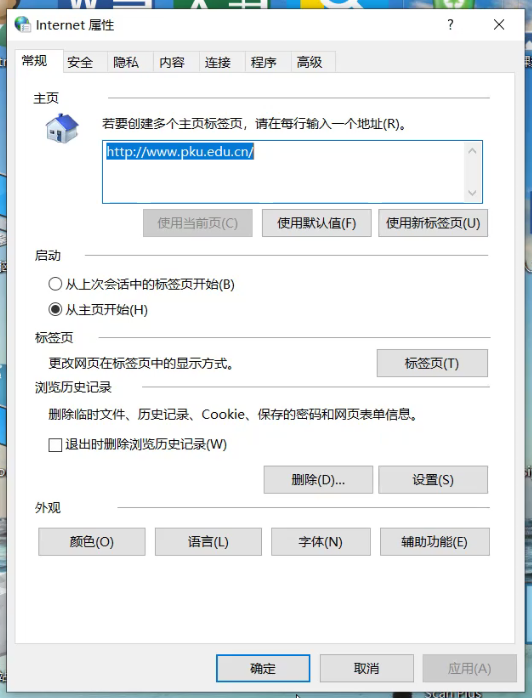 Internet 属性
?
常规 安全 隐私 内容 连接 程序 高级
主页
若要创建多个主页标签页，请在每行输入一个地址(R)。
http://www.pku.edu.cn/
使用当前页(C) 使用默认值(F) 使用新标签页(U)
启动
从上次会话中的标签页开始(B)
从主页开始(H)
标签页
更改网页在标签页中的显示方式。 标签页(T)
浏览历史记录
删除临时文件、历史记录、Cookie、保存的密码和网页表单信息。
退出时删除浏览历史记录(W)
删除(D)... 设置(S)
外观
颜色(O) 语言(L) 字体(N) 辅助功能(E)
确定 取消 应用(A)